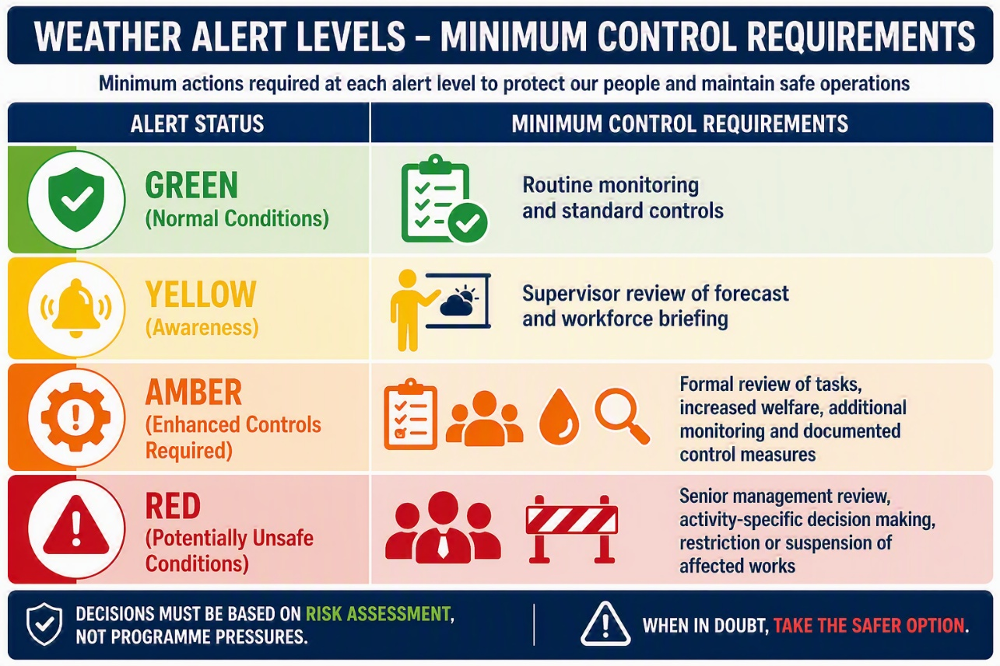 WEATHER ALERT LEVELS – MINIMUM CONTROL REQUIREMENTS
Minimum actions required at each alert level to protect our people and maintain safe operations
ALERT STATUS
MINIMUM CONTROL REQUIREMENTS
GREEN
(Normal Conditions)
Routine monitoring
and standard controls
YELLOW
(Awareness)
Supervisor review of forecast
and workforce briefing
AMBER
(Enhanced Controls
Required)
Formal review of tasks,
increased welfare, additional
monitoring and documented
control measures
RED
(Potentially Unsafe
Conditions)
Senior management review,
activity-specific decision making,
restriction or suspension of
affected works
DECISIONS MUST BE BASED ON RISK ASSESSMENT,
NOT PROGRAMME PRESSURES.
WHEN IN DOUBT, TAKE THE SAFER OPTION.